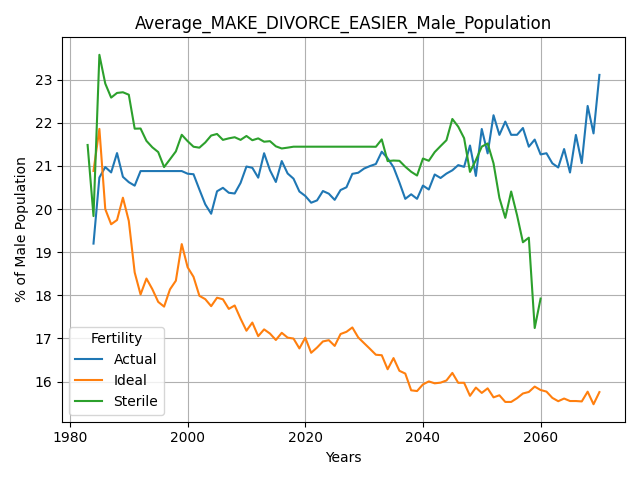 Average_MAKE_DIVORCE_EASIER_Male_Population
% of Male Population
23
22
21
20
19
18
17
16
Fertility
Actual
Ideal
Sterile
1980
2000
2020
2040
2060
Years